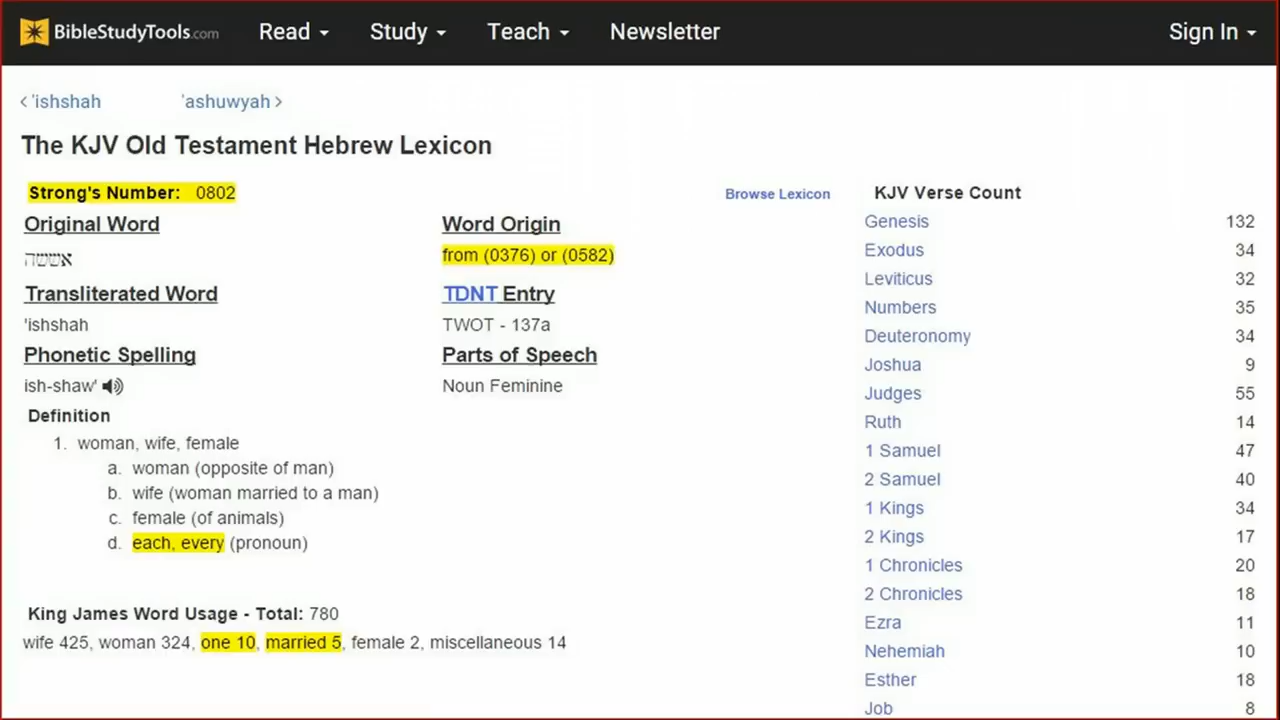 BibleStudyTools.com Read Study Teach Newsletter Sign In
< 'ishshah 'ashuwyah >
The KJV Old Testament Hebrew Lexicon
Strong's Number: 0802
Original Word
אששה
Transliterated Word
'ishshah
Phonetic Spelling
ish-shaw'
Browse Lexicon
Word Origin
from (0376) or (0582)
TDNT Entry
TWOT - 137a
Parts of Speech
Noun Feminine
Definition
1. woman, wife, female
a. woman (opposite of man)
b. wife (woman married to a man)
c. female (of animals)
d. each, every (pronoun)
King James Word Usage - Total: 780
wife 425, woman 324, one 10, married 5, female 2, miscellaneous 14
KJV Verse Count
Genesis 132
Exodus 34
Leviticus 32
Numbers 35
Deuteronomy 34
Joshua 9
Judges 55
Ruth 14
1 Samuel 47
2 Samuel 40
1 Kings 34
2 Kings 17
1 Chronicles 20
2 Chronicles 18
Ezra 11
Nehemiah 10
Esther 18
Job 8